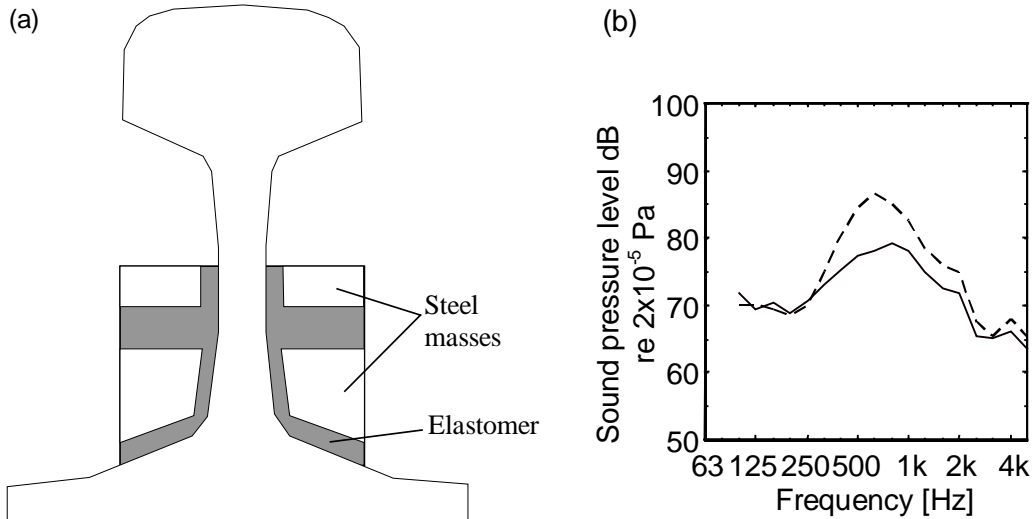 (a)
Steel
masses
Elastomer
(b)
Sound pressure level dB
re 2x10⁻⁵ Pa
100
90
80
70
60
50
63 125 250 500 1k 2k 4k
Frequency [Hz]